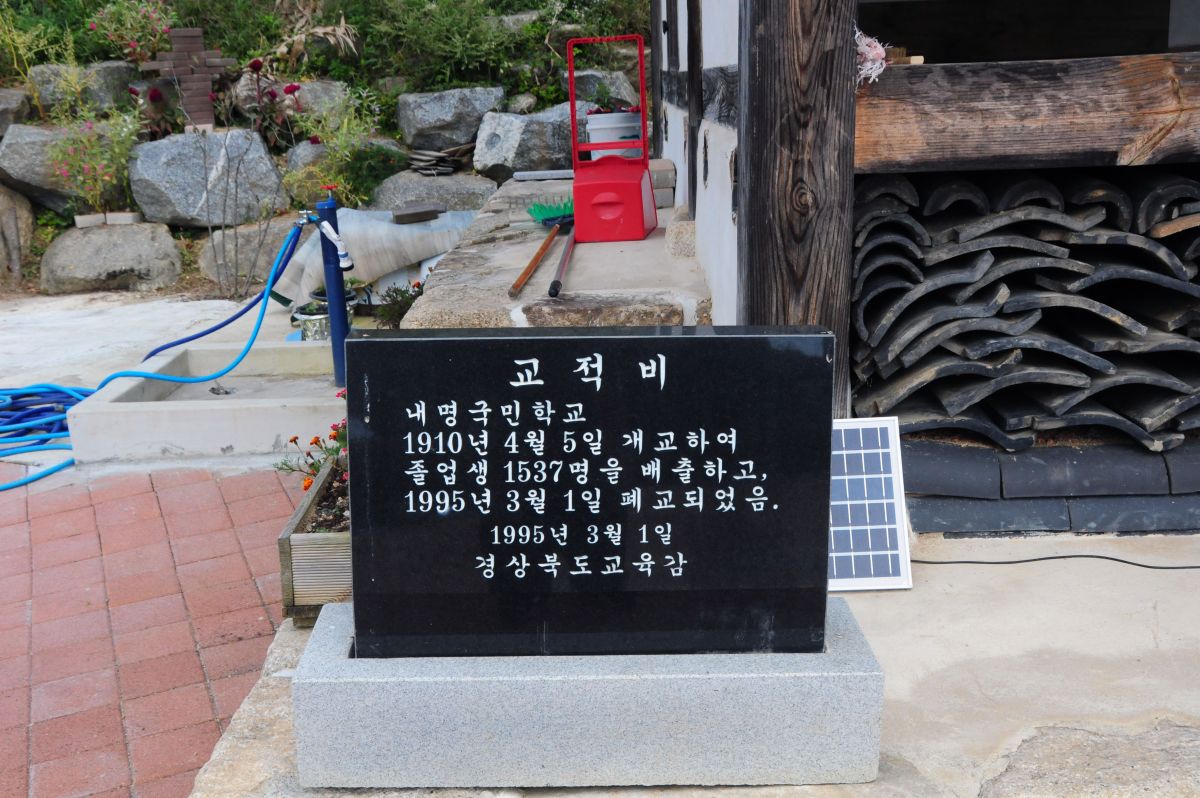 교적비
내명국민학교
1910년 4월 5일 개교하여
졸업생 1537명을 배출하고,
1995년 3월 1일 폐교되었음.
1995년 3월 1일
경상북도교육감